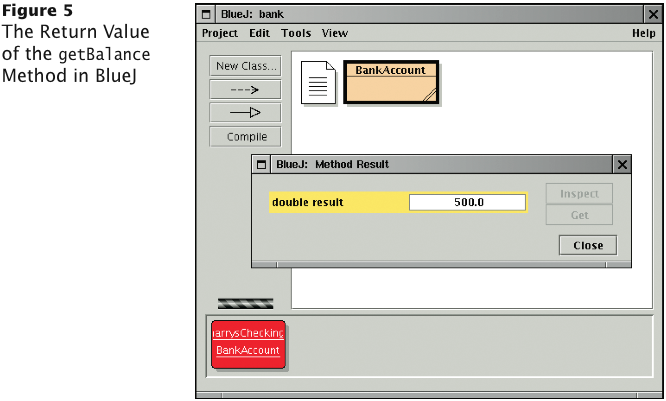 Figure 5
The Return Value
of the getBalance
Method in BlueJ
BlueJ: bank
Project Edit Tools View Help
New Class...
Compile
BankAccount
BlueJ: Method Result
double result 500.0
Inspect
Get
Close
arrysChecking
BankAccount